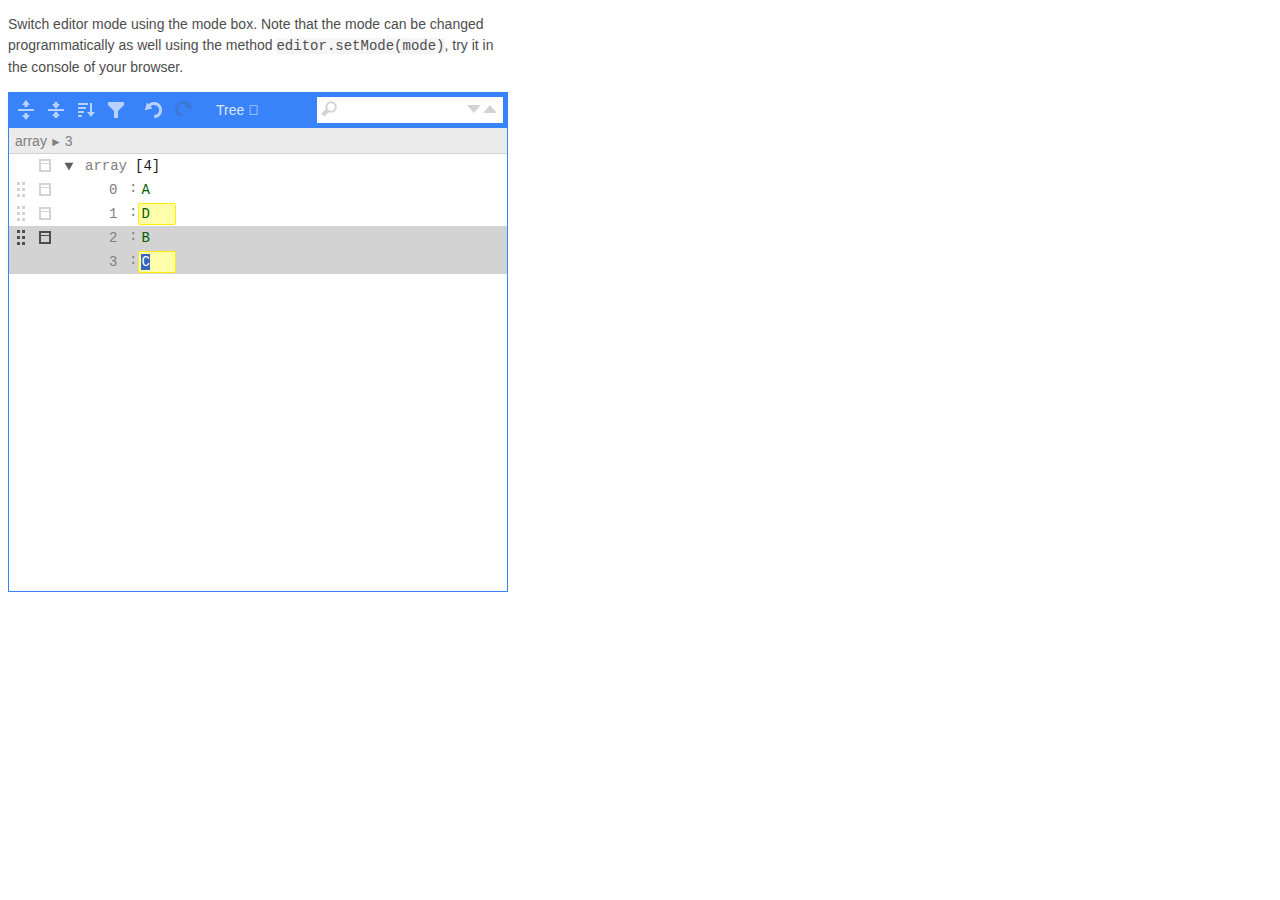 Switch editor mode using the mode box. Note that the mode can be changed
programmatically as well using the method editor.setMode(mode), try it in
the console of your browser.
Tree
array ► 3
array [4]
0 : A
1 : D
2 : B
3 : C